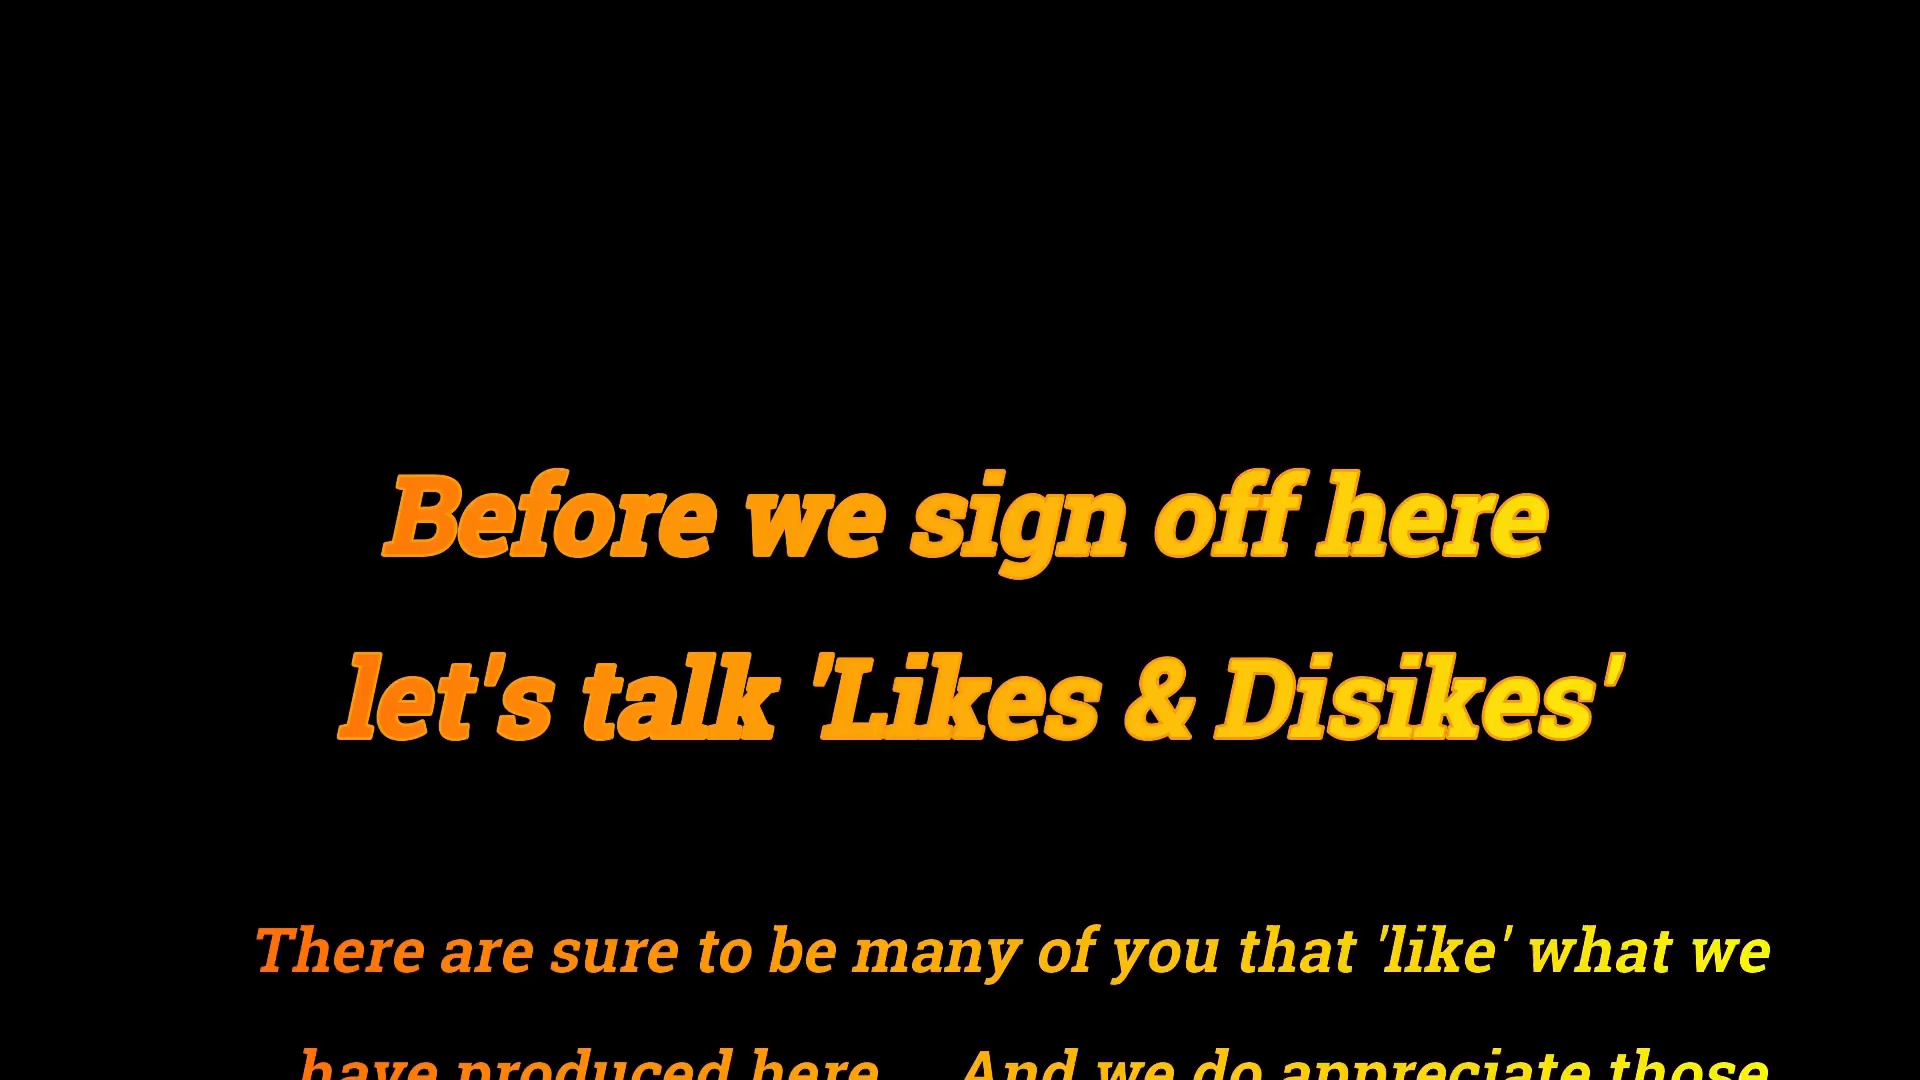 Before we sign off here
let's talk 'Likes & Disikes'
There are sure to be many of you that 'like' what we
have produced here. And we do appreciate those